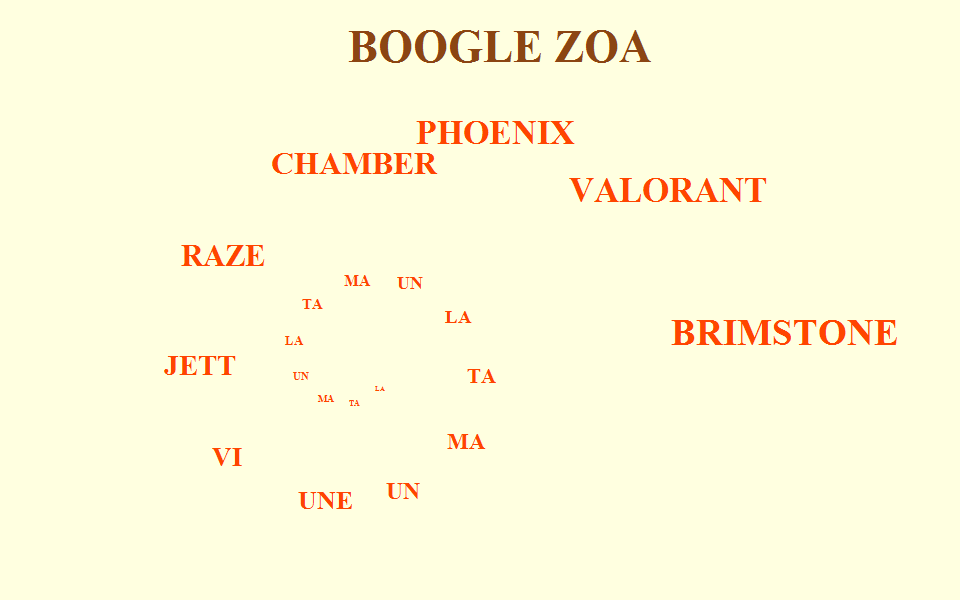 BOOGLE ZOA
PHOENIX
CHAMBER
VALORANT
RAZE
MA
UN
TA
LA
LA
BRIMSTONE
JETT
UN
TA
LA
MA
TA
MA
VI
UN
UNE